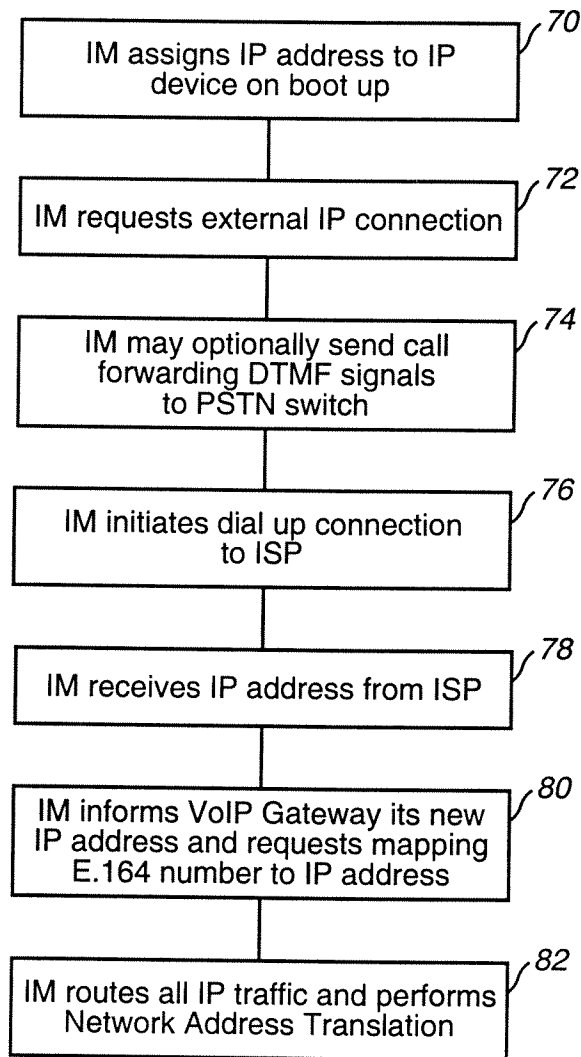 70
IM assigns IP address to IP
device on boot up
72
IM requests external IP connection
74
IM may optionally send call
forwarding DTMF signals
to PSTN switch
76
IM initiates dial up connection
to ISP
78
IM receives IP address from ISP
80
IM informs VoIP Gateway its new
IP address and requests mapping
E.164 number to IP address
82
IM routes all IP traffic and performs
Network Address Translation